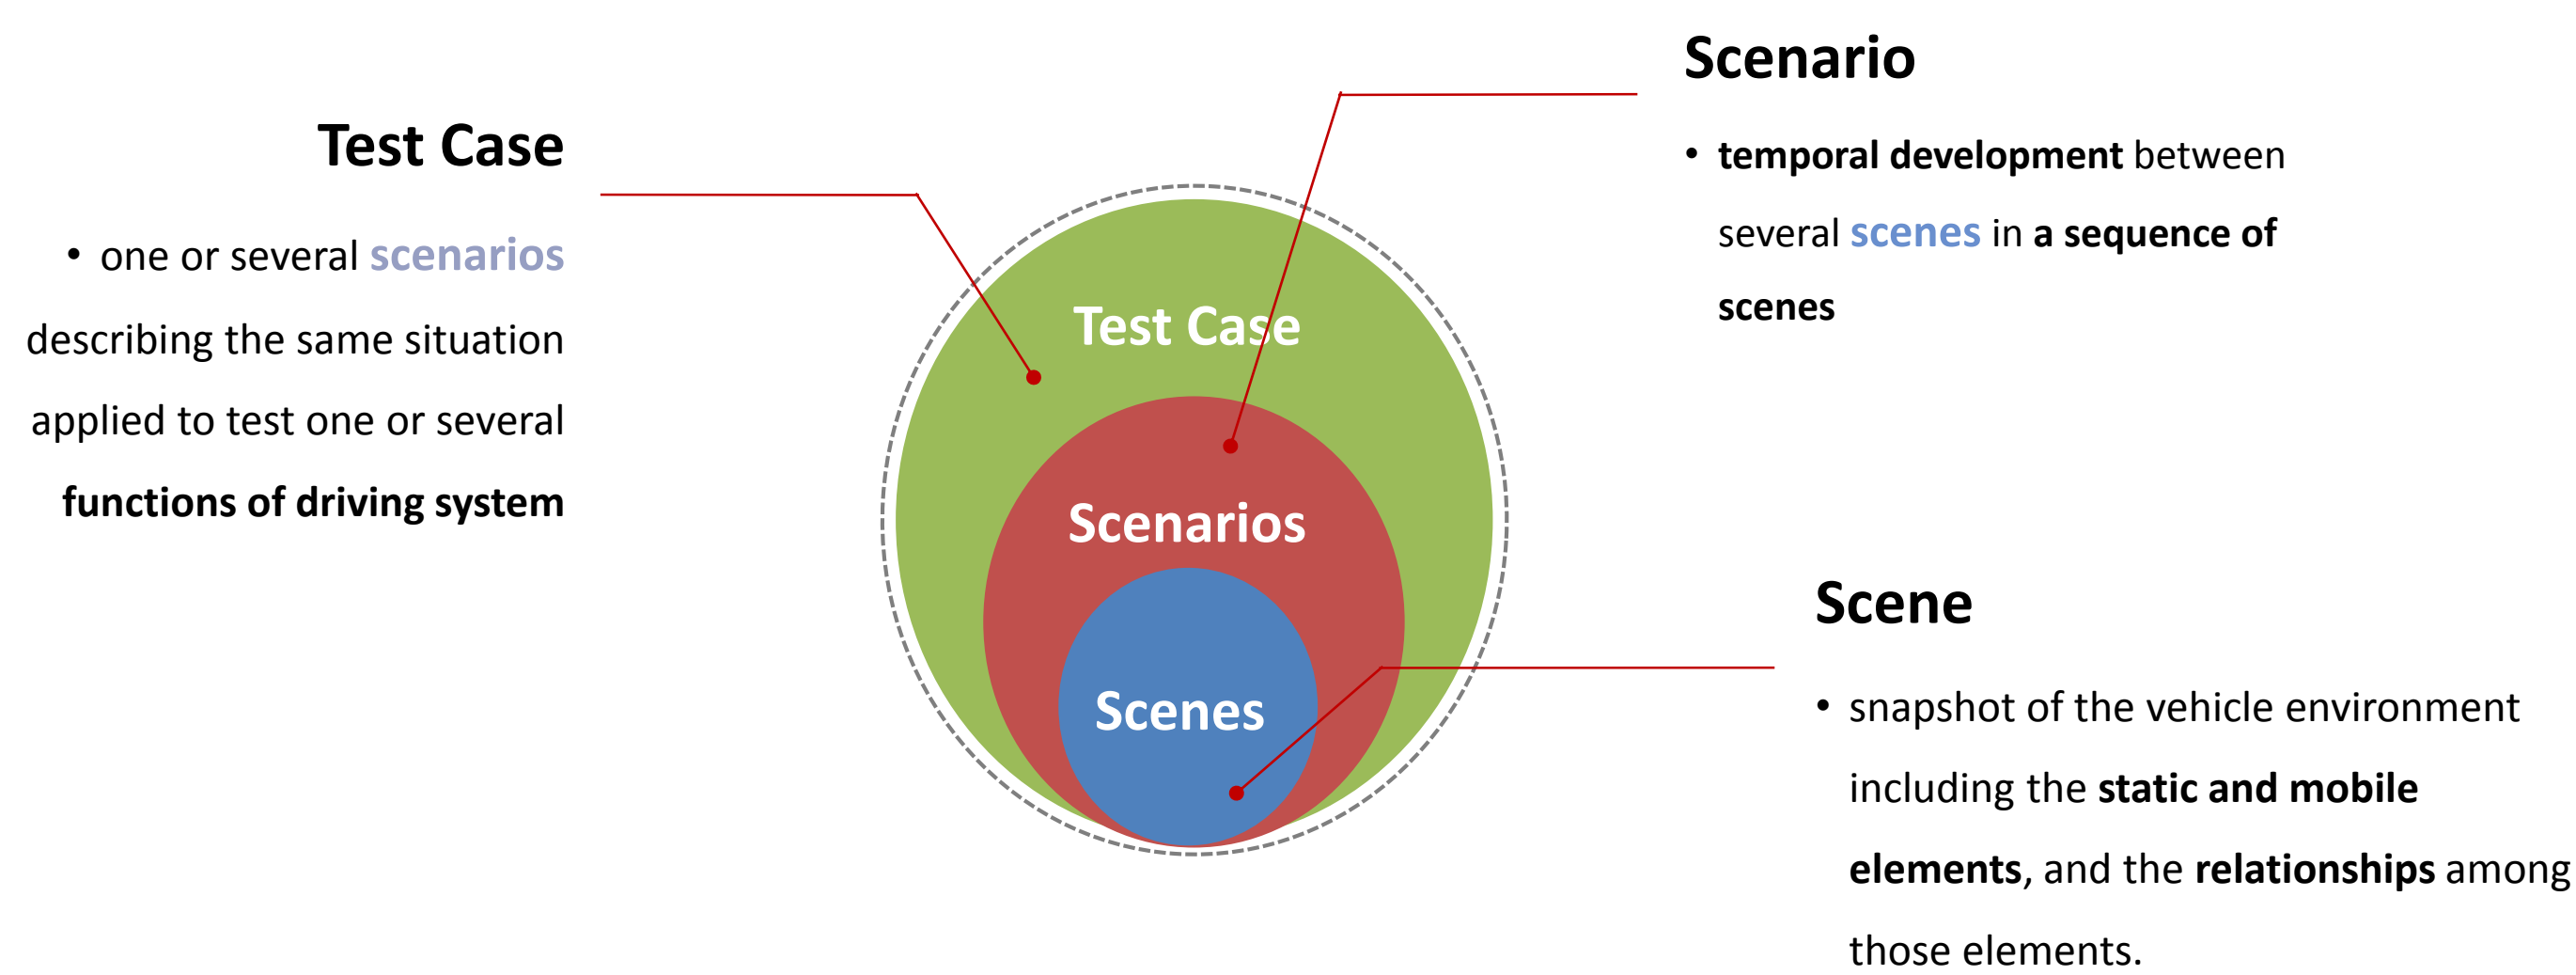 Test Case
• one or several scenarios
describing the same situation
applied to test one or several
functions of driving system
Test Case
Scenarios
Scenes
Scenario
• temporal development between
several scenes in a sequence of
scenes
Scene
• snapshot of the vehicle environment
including the static and mobile
elements, and the relationships among
those elements.